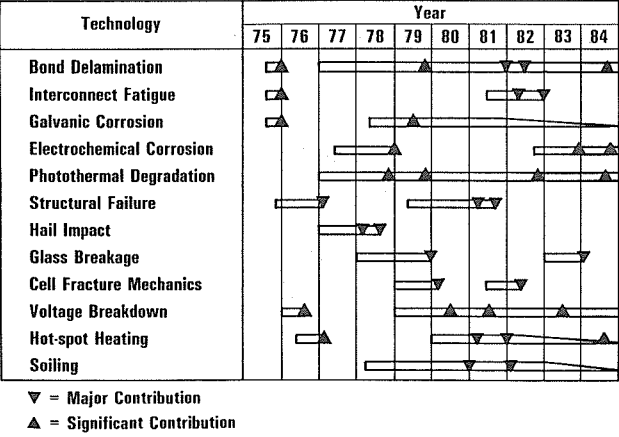 Technology
Year
75 76 77 78 79 80 81 82 83 84
Bond Delamination
Interconnect Fatigue
Galvanic Corrosion
Electrochemical Corrosion
Photothermal Degradation
Structural Failure
Hail Impact
Glass Breakage
Cell Fracture Mechanics
Voltage Breakdown
Hot-spot Heating
Soiling
▼ = Major Contribution
▲ = Significant Contribution